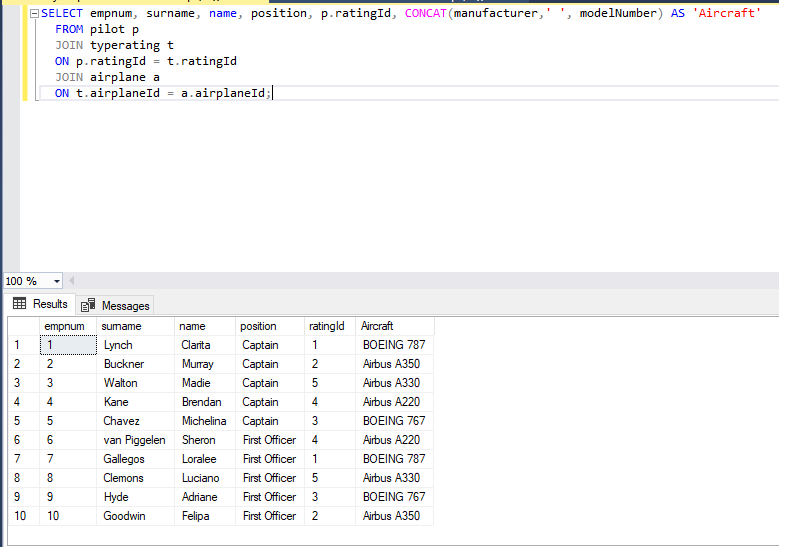 SELECT empnum, surname, name, position, p.ratingId, CONCAT(manufacturer,' ', modelNumber) AS 'Aircraft'
FROM pilot p
JOIN typerating t
ON p.ratingId = t.ratingId
JOIN airplane a
ON t.airplaneId = a.airplaneId;
100 %
Results Messages
empnum surname name position ratingId Aircraft
1 1 Lynch Clarita Captain 1 BOEING 787
2 2 Buckner Murray Captain 2 Airbus A350
3 3 Walton Madie Captain 5 Airbus A330
4 4 Kane Brendan Captain 4 Airbus A220
5 5 Chavez Michelina Captain 3 BOEING 767
6 6 van Piggelen Sheron First Officer 4 Airbus A220
7 7 Gallegos Loralee First Officer 1 BOEING 787
8 8 Clemons Luciano First Officer 5 Airbus A330
9 9 Hyde Adriane First Officer 3 BOEING 767
10 10 Goodwin Felipa First Officer 2 Airbus A350